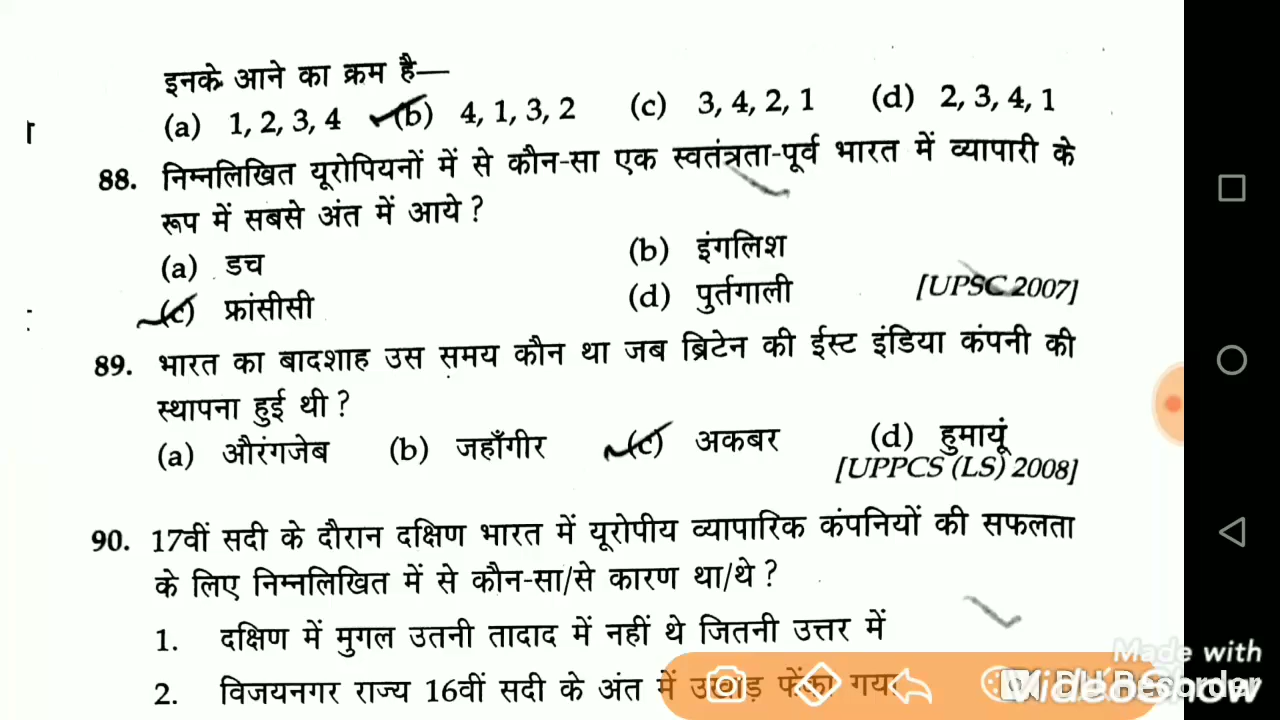 इनके आने का क्रम है—
(a) 1, 2, 3, 4 (b) 4, 1, 3, 2 (c) 3, 4, 2, 1 (d) 2, 3, 4, 1
88. निम्नलिखित यूरोपियनों में से कौन-सा एक स्वतंत्रता-पूर्व भारत में व्यापारी के
रूप में सबसे अंत में आये ?
(a) डच (b) इंगलिश
(c) फ्रांसीसी (d) पुर्तगाली [UPSC 2007]
89. भारत का बादशाह उस समय कौन था जब ब्रिटेन की ईस्ट इंडिया कंपनी की
स्थापना हुई थी ?
(a) औरंगजेब (b) जहाँगीर (c) अकबर (d) हुमायूं
[UPPCS (LS) 2008]
90. 17वीं सदी के दौरान दक्षिण भारत में यूरोपीय व्यापारिक कंपनियों की सफलता
के लिए निम्नलिखित में से कौन-सा/से कारण था/थे ?
1. दक्षिण में मुगल उतनी तादाद में नहीं थे जितनी उत्तर में
2. विजयनगर राज्य 16वीं सदी के अंत में उखाड़ फेंका
Made with
VideoShow